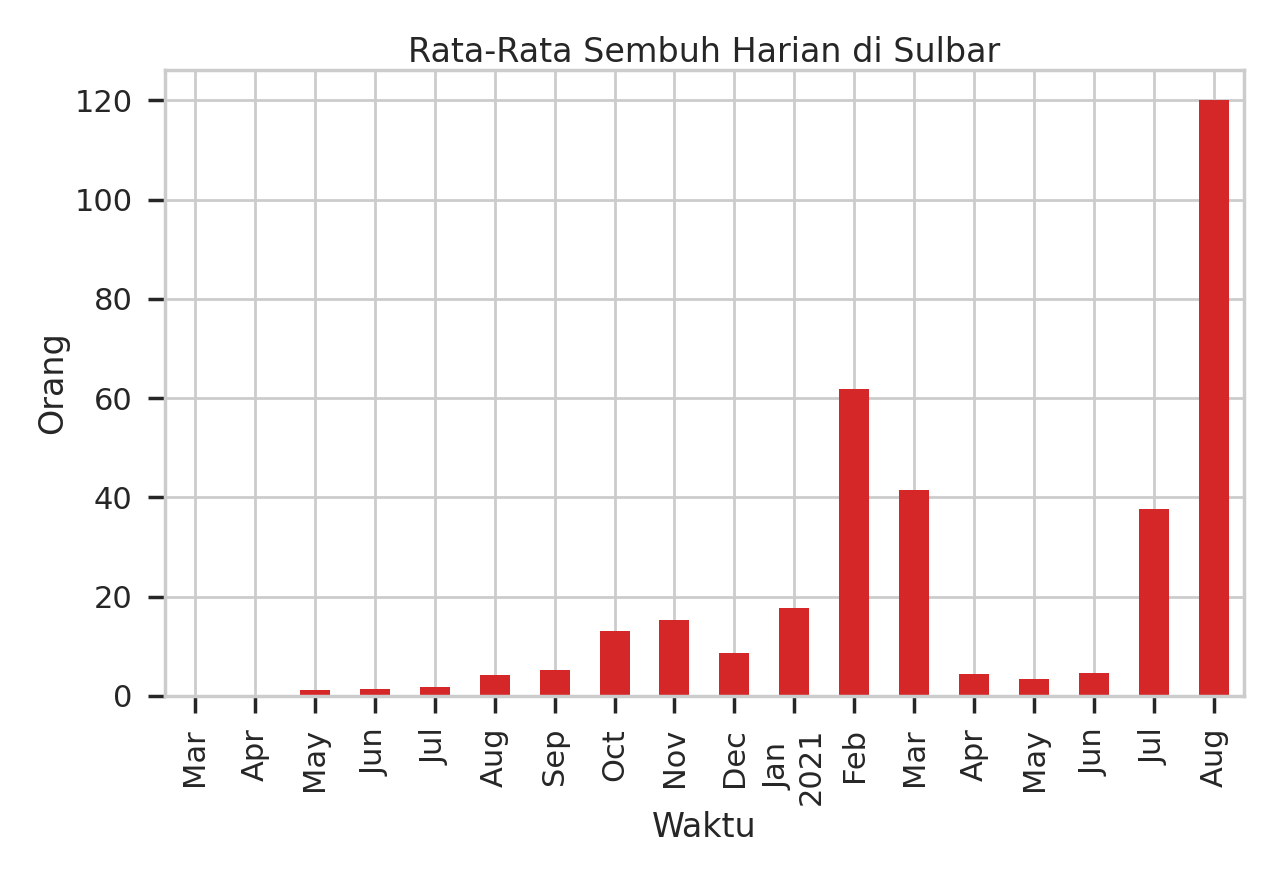 Rata-Rata Sembuh Harian di Sulbar
Orang
120
100
80
60
40
20
0
Mar
Apr
May
Jun
Jul
Aug
Sep
Oct
Nov
Dec
Jan
2021
Feb
Mar
Apr
May
Jun
Jul
Aug
Waktu